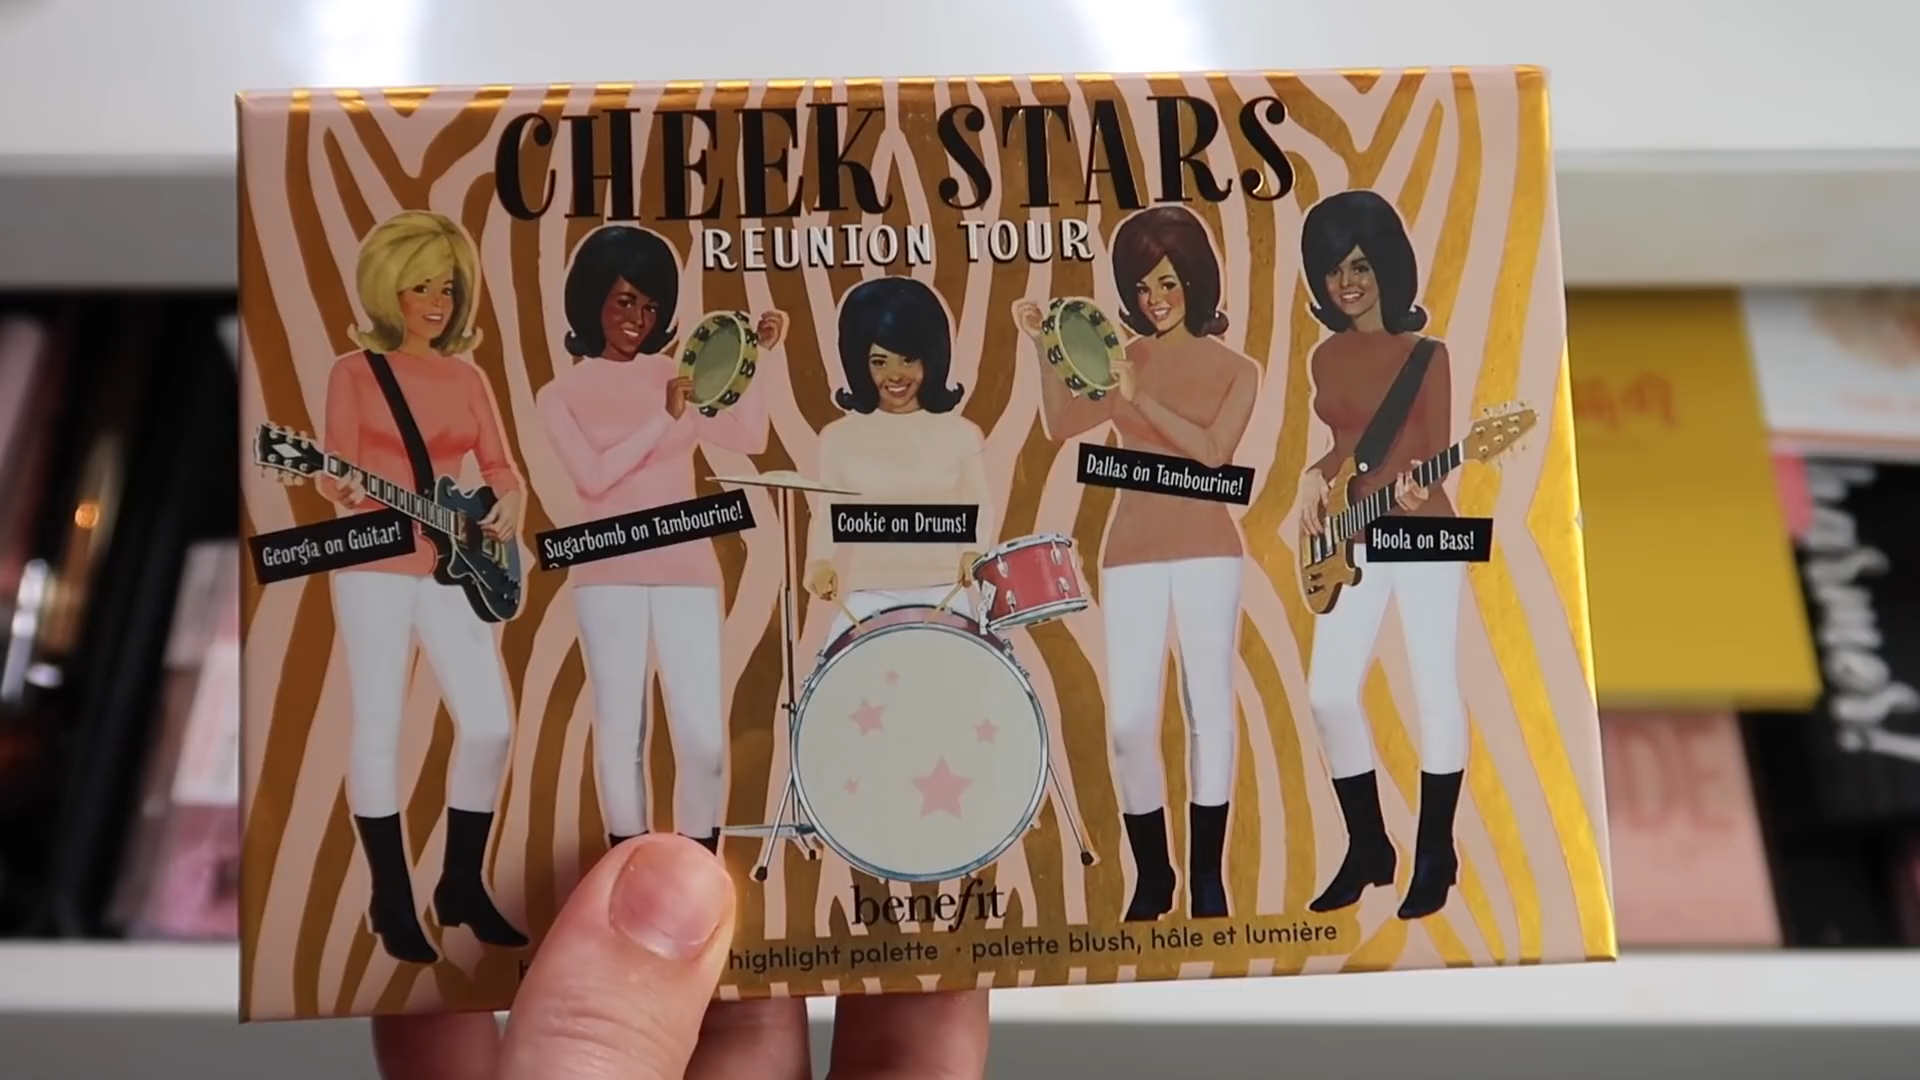 CHEEK STARS
REUNION TOUR
Georgia on Guitar!
Sugarbomb on Tambourine!
Cookie on Drums!
Dallas on Tambourine!
Hoola on Bass!
benefit
highlight palette · palette blush, hâle et lumière